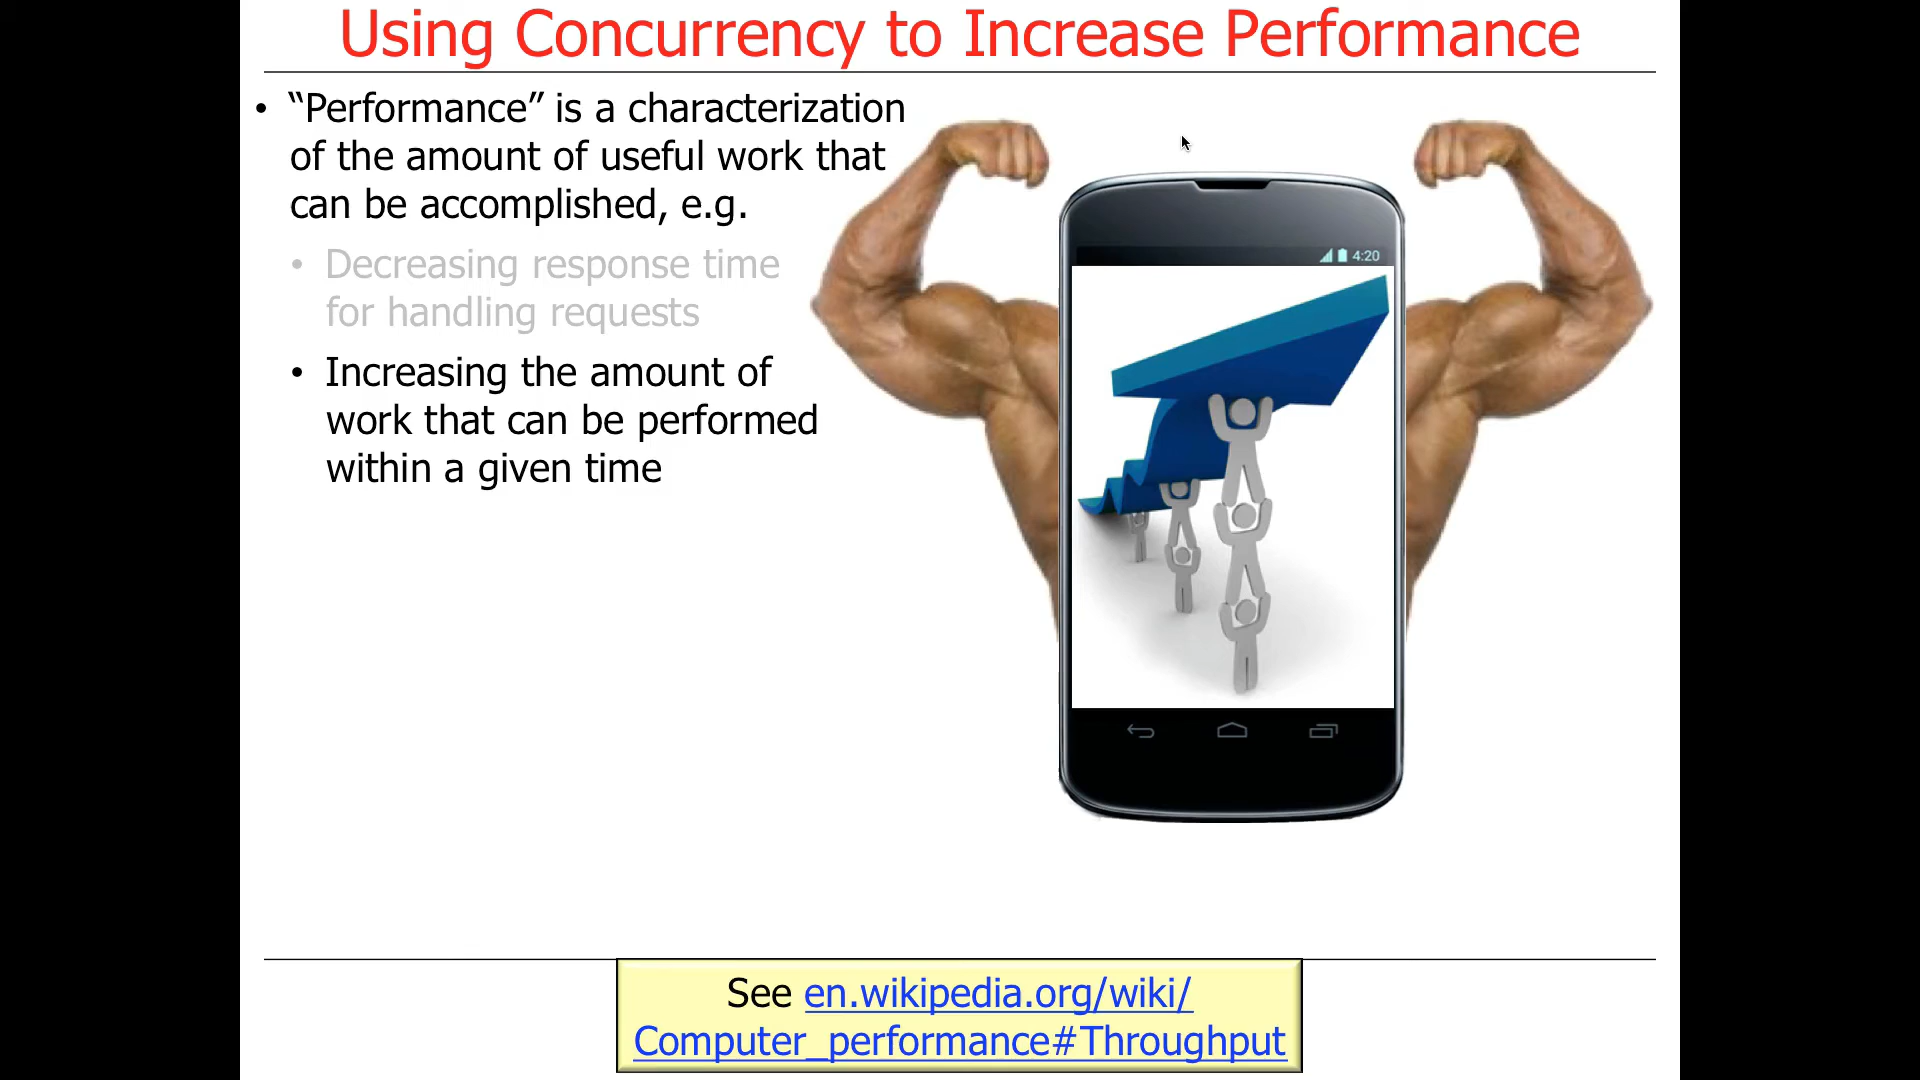 Using Concurrency to Increase Performance
• “Performance” is a characterization
of the amount of useful work that
can be accomplished, e.g.
• Decreasing response time
for handling requests
• Increasing the amount of
work that can be performed
within a given time
4:20
See en.wikipedia.org/wiki/
Computer_performance#Throughput